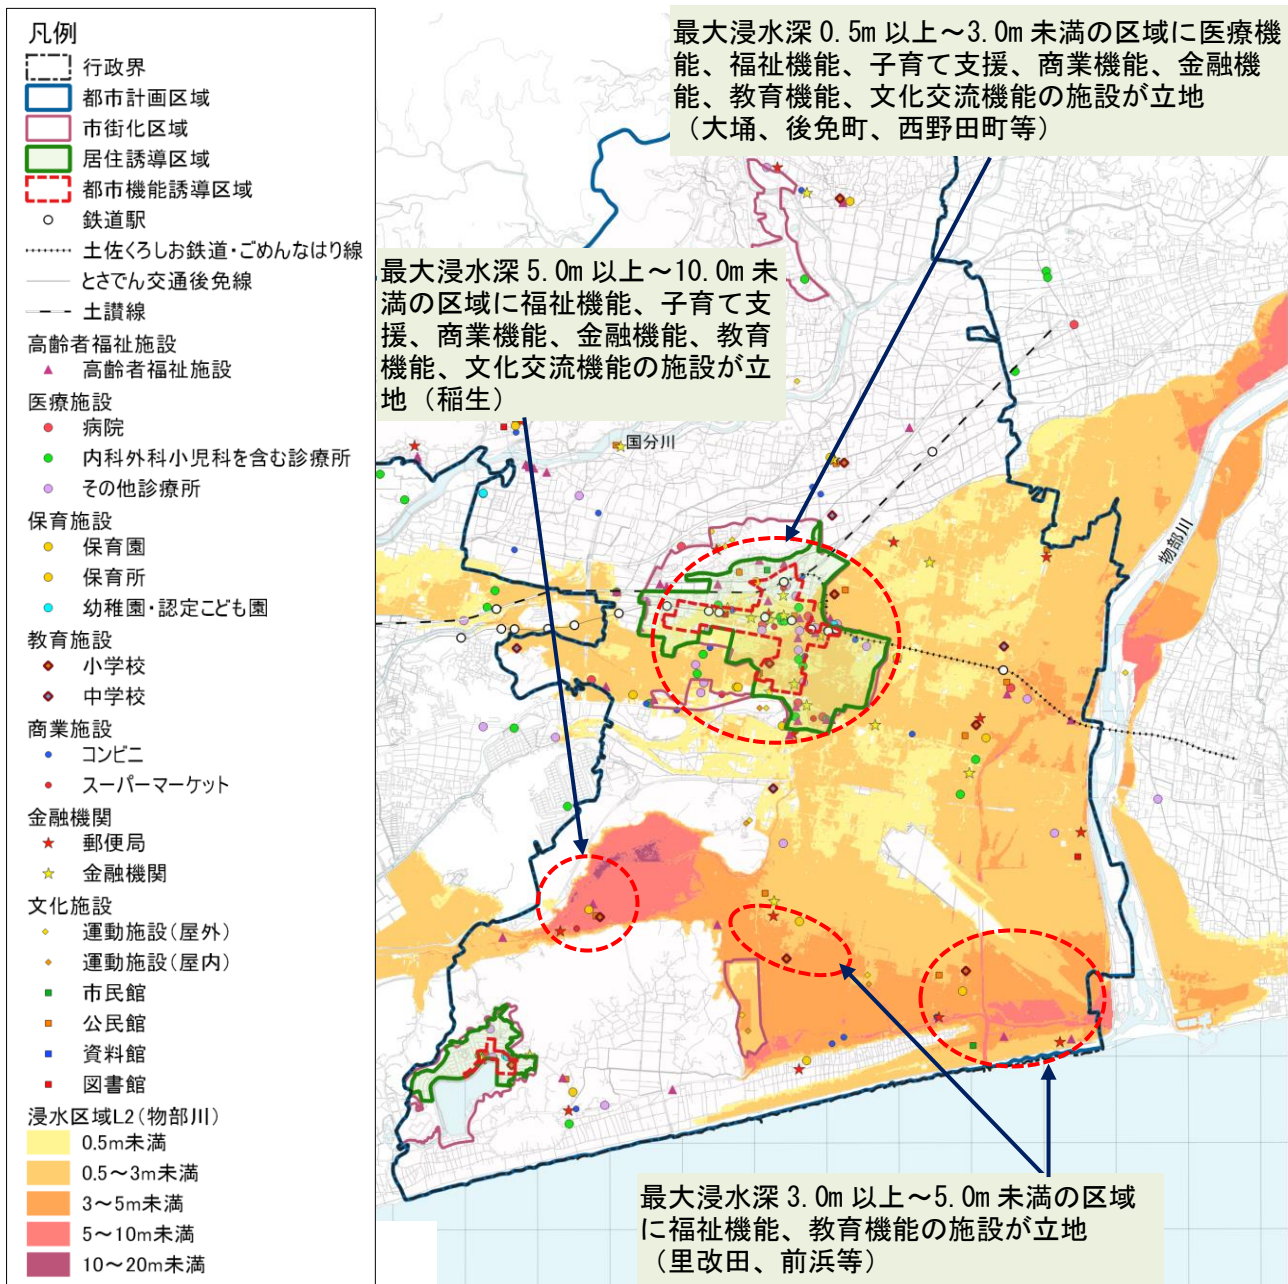 凡例
行政界
都市計画区域
市街化区域
居住誘導区域
都市機能誘導区域
鉄道駅
土佐くろしお鉄道・ごめんなはり線
とさでん交通後免線
土讃線
高齢者福祉施設
高齢者福祉施設
医療施設
病院
内科外科小児科を含む診療所
その他診療所
保育施設
保育園
保育所
幼稚園・認定こども園
教育施設
小学校
中学校
商業施設
コンビニ
スーパーマーケット
金融機関
郵便局
金融機関
文化施設
運動施設(屋外)
運動施設(屋内)
市民館
公民館
資料館
図書館
浸水区域L2(物部川)
0.5m未満
0.5～3m未満
3～5m未満
5～10m未満
10～20m未満
最大浸水深 0.5m 以上～3.0m 未満の区域に医療機
能、福祉機能、子育て支援、商業機能、金融機
能、教育機能、文化交流機能の施設が立地
（大埇、後免町、西野田町等）
最大浸水深 5.0m 以上～10.0m 未
満の区域に福祉機能、子育て支
援、商業機能、金融機能、教育
機能、文化交流機能の施設が立
地（稲生）
国分川
物部川
最大浸水深 3.0m 以上～5.0m 未満の区域
に福祉機能、教育機能の施設が立地
（里改田、前浜等）